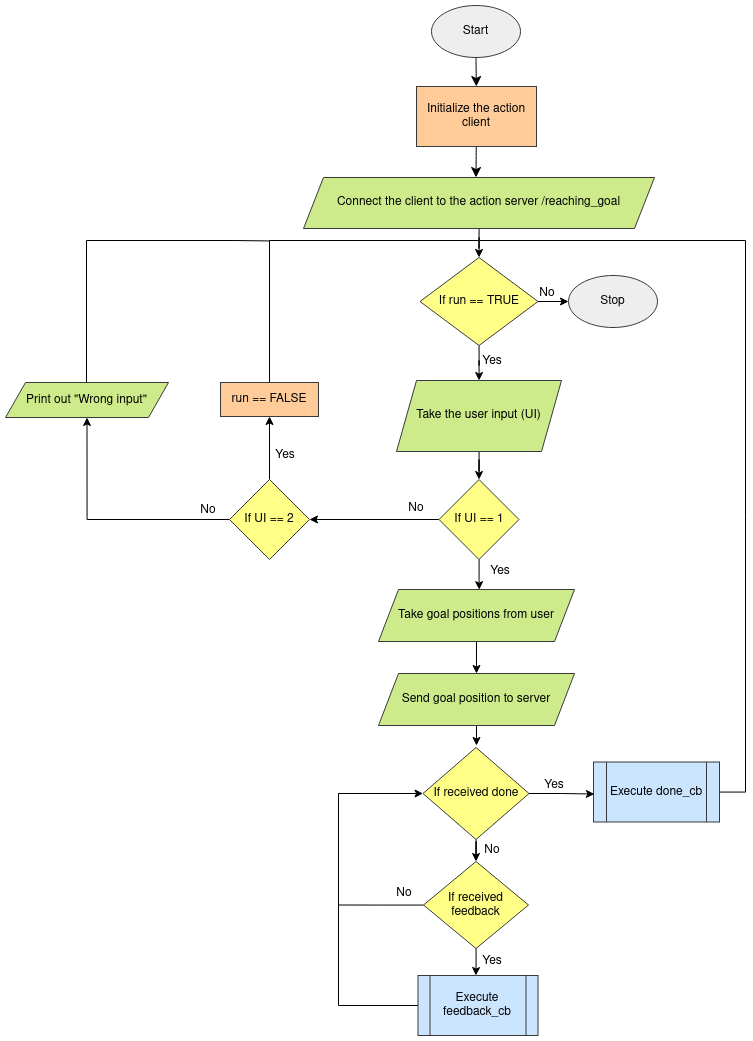 Start
Initialize the action
client
Connect the client to the action server /reaching_goal
If run == TRUE
No
Stop
Yes
Print out "Wrong input"
run == FALSE
Take the user input (UI)
Yes
No
If UI == 2
No
If UI == 1
Yes
Take goal positions from user
Send goal position to server
If received done
Yes
Execute done_cb
No
If received
feedback
No
Yes
Execute
feedback_cb